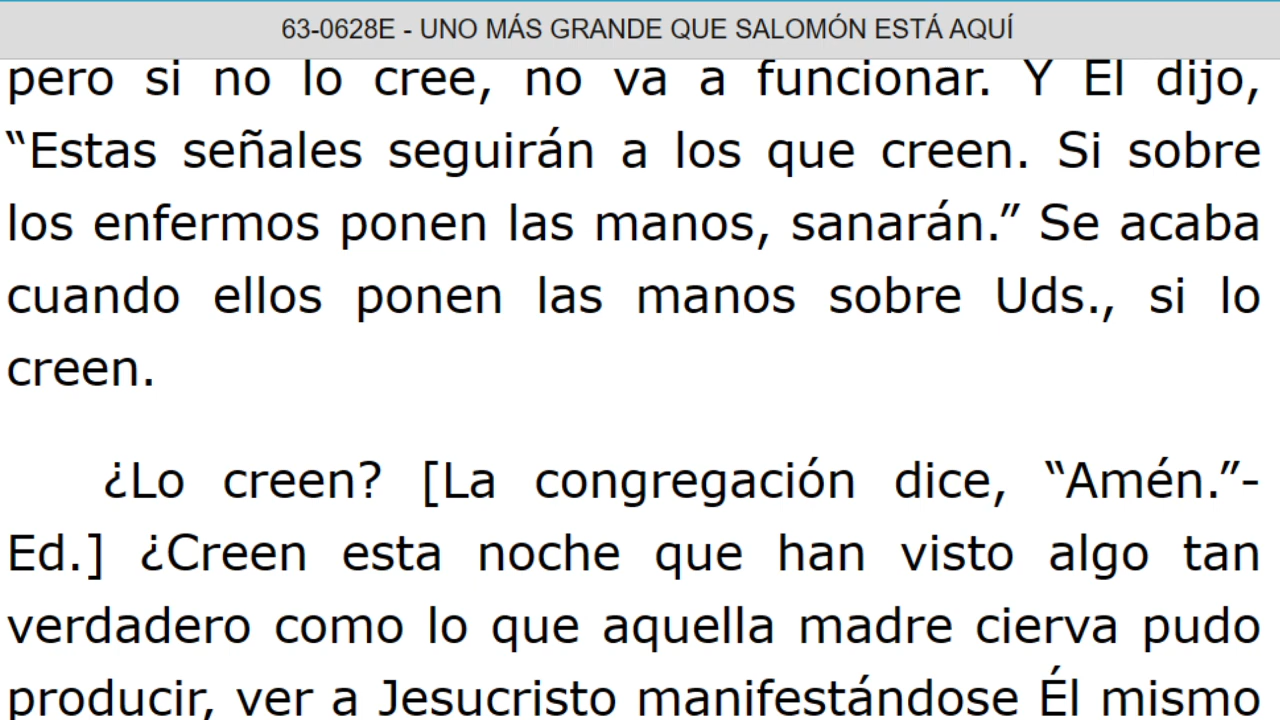 63-0628E - UNO MÁS GRANDE QUE SALOMÓN ESTÁ AQUÍ
pero si no lo cree, no va a funcionar. Y Él dijo,
“Estas señales seguirán a los que creen. Si sobre
los enfermos ponen las manos, sanarán.” Se acaba
cuando ellos ponen las manos sobre Uds., si lo
creen.
¿Lo creen? [La congregación dice, “Amén.”-
Ed.] ¿Creen esta noche que han visto algo tan
verdadero como lo que aquella madre cierva pudo
producir, ver a Jesucristo manifestándose Él mismo